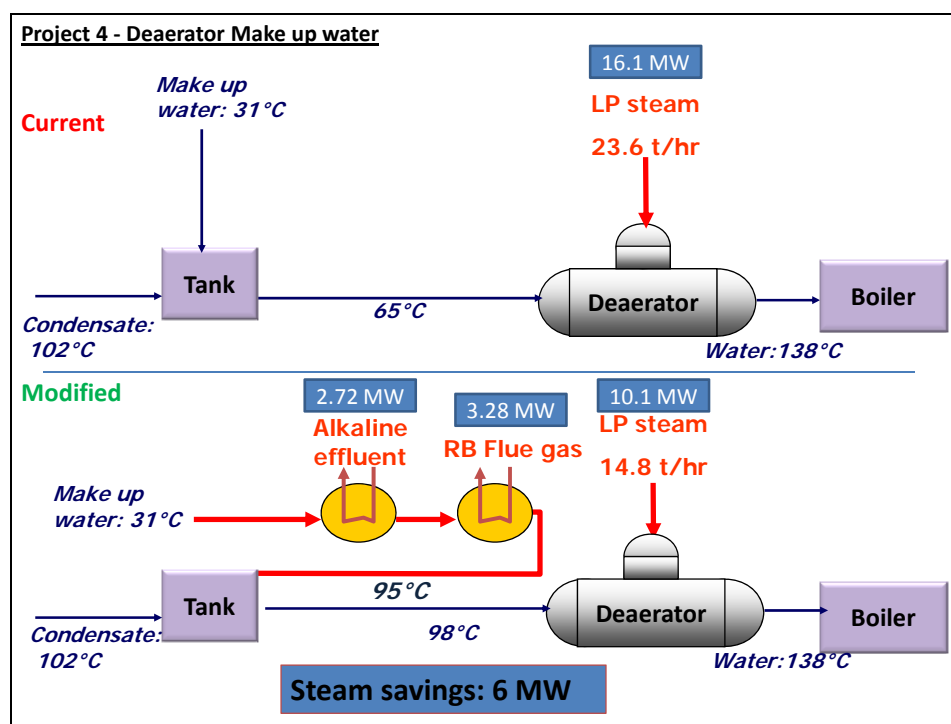 Project 4 - Deaerator Make up water
16.1 MW
Make up
water: 31°C
LP steam
Current
23.6 t/hr
Tank
Deaerator
Boiler
65°C
Condensate:
102°C
Water:138°C
Modified
2.72 MW
3.28 MW
10.1 MW
Alkaline
effluent
RB Flue gas
LP steam
14.8 t/hr
Make up
water: 31°C
95°C
Tank
Deaerator
Boiler
98°C
Condensate:
102°C
Water:138°C
Steam savings: 6 MW